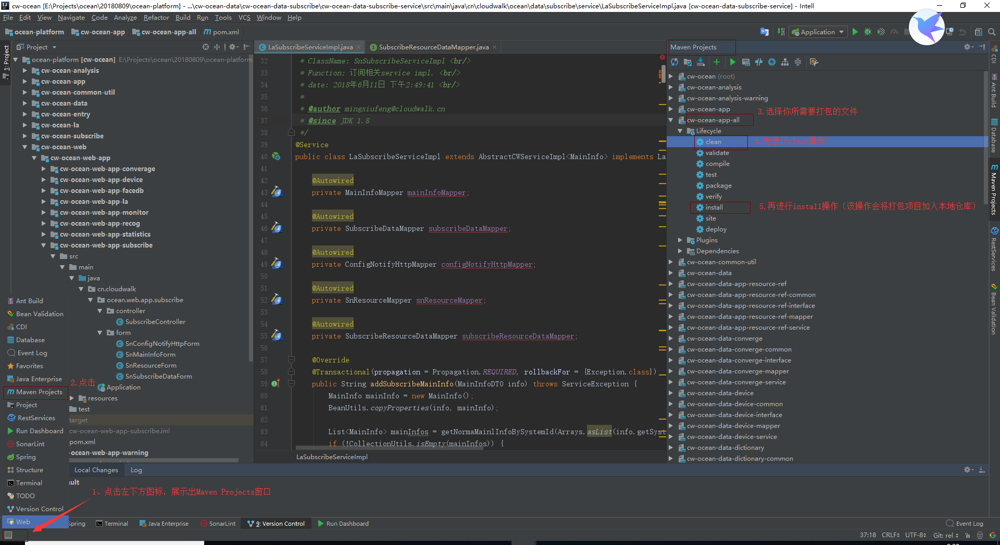 cw-ocean [E:\Projects\ocean\20180809\ocean-platform] - ...\cw-ocean-data\cw-ocean-data-subscribe\cw-ocean-data-subscribe-service\src\main\java\cn\cloudwalk\ocean\data\subscribe\service\LaSubscribeServiceImpl.java [cw-ocean-data-subscribe-service] - Intell
File Edit View Navigate Code Analyze Refactor Build Run Tools VCS Window Help
ocean-platform cw-ocean-app cw-ocean-app-all pom.xml
Application
1: Project
Project
ocean-platform [cw-ocean] E:\Projects\ocean\20180809\ocean-platform
cw-ocean-analysis
cw-ocean-app
cw-ocean-common-util
cw-ocean-data
cw-ocean-entry
cw-ocean-la
cw-ocean-subscribe
cw-ocean-web
cw-ocean-web-app
cw-ocean-web-app-converage
cw-ocean-web-app-device
cw-ocean-web-app-facedb
cw-ocean-web-app-la
cw-ocean-web-app-monitor
cw-ocean-web-app-recog
cw-ocean-web-app-statistics
cw-ocean-web-app-subscribe
src
main
java
cn.cloudwalk
ocean.web.app.subscribe
controller
SubscribeController
form
SnConfigNotifyHttpForm
SnMainInfoForm
SnResourceForm
SnSubscribeDataForm
Application
resources
test
target
cw-ocean-web-app-subscribe.iml
pom.xml
-ocean-web-app-warning
Ant Build
Bean Validation
CDI
Database
Event Log
Favorites
Java Enterprise
Maven Projects
2.点击
Project
RestServices
Run Dashboard
SonarLint
Spring
Structure
Terminal
TODO
Version Control
Web
LaSubscribeServiceImpl.java SubscribeResourceDataMapper.java
32 * ClassName: SnSubscribeServiceImpl <br/>
33 * Function: 订阅相关service impl. <br/>
34 * date: 2018年6月11日 下午2:49:41 <br/>
35 *
36 * @author mingxiufeng@cloudwalk.cn
37 * @since JDK 1.8
38 */
39 @Service
40 public class LaSubscribeServiceImpl extends AbstractCWServiceImpl<MainInfo> implements La
41
42 @Autowired
43 private MainInfoMapper mainInfoMapper;
44
45 @Autowired
46 private SubscribeDataMapper subscribeDataMapper;
47
48 @Autowired
49 private ConfigNotifyHttpMapper configNotifyHttpMapper;
50
51 @Autowired
52 private SnResourceMapper snResourceMapper;
53
54 @Autowired
55 private SubscribeResourceDataMapper subscribeResourceDataMapper;
56
57 @Override
58 @Transactional(propagation = Propagation.REQUIRED, rollbackFor = {Exception.class})
59 public String addSubscribeMainInfo(MainInfoDTO info) throws ServiceException {
60 MainInfo mainInfo = new MainInfo();
61 BeanUtils.copyProperties(info, mainInfo);
62
63 List<MainInfo> mainInfos = getNormaMainlInfoBySystemId(Arrays.asList(info.getSyst
64 if (!CollectionUtils.isEmpty(mainInfos)) {
LaSubscribeServiceImpl
Maven Projects
cw-ocean (root)
cw-ocean-analysis
cw-ocean-analysis-warning
cw-ocean-app
3.选择你所需要打包的文件
cw-ocean-app-all
Lifecycle
clean
4.先进行clean操作
validate
compile
test
package
verify
install
5.再进行install操作（该操作会将打包项目加入本地仓库）
site
deploy
Plugins
Dependencies
cw-ocean-common-util
cw-ocean-data
cw-ocean-data-app-resource-ref
cw-ocean-data-app-resource-ref-common
cw-ocean-data-app-resource-ref-interface
cw-ocean-data-app-resource-ref-mapper
cw-ocean-data-app-resource-ref-service
cw-ocean-data-converge
cw-ocean-data-converge-common
cw-ocean-data-converge-interface
cw-ocean-data-converge-mapper
cw-ocean-data-converge-service
cw-ocean-data-device
cw-ocean-data-device-common
cw-ocean-data-device-interface
cw-ocean-data-device-mapper
cw-ocean-data-device-service
cw-ocean-data-dictionary
cw-ocean-data-dictionary-common
CDI
Ant Build
Database
Maven Projects
RestServices
Bean Validation
Local Changes Log
ult
1、点击左下方图标，展示出Maven Projects窗口
Spring Terminal Java Enterprise SonarLint 9: Version Control Run Dashboard Event Log
37:18 CRLF UTF-8 Git: rel